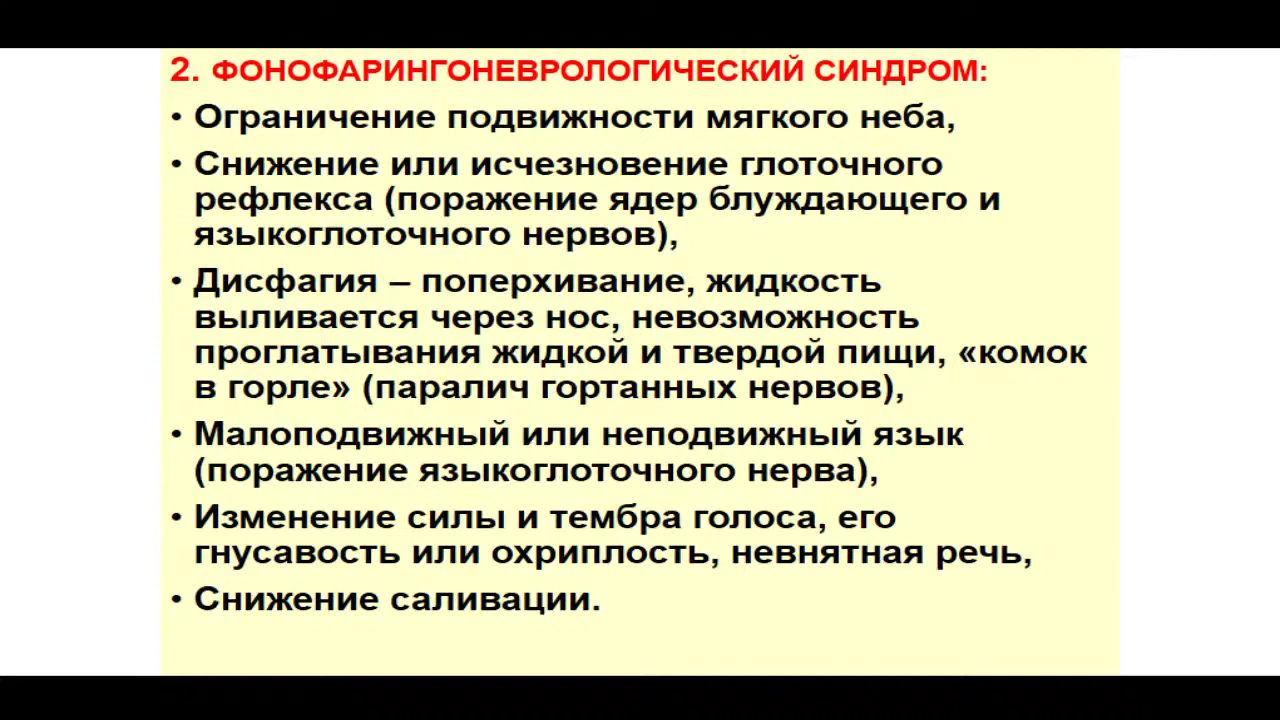 2. ФОНОФАРИНГОНЕВРОЛОГИЧЕСКИЙ СИНДРОМ:
• Ограничение подвижности мягкого неба,
• Снижение или исчезновение глоточного
рефлекса (поражение ядер блуждающего и
языкоглоточного нервов),
• Дисфагия – поперхивание, жидкость
выливается через нос, невозможность
проглатывания жидкой и твердой пищи, «комок
в горле» (паралич гортанных нервов),
• Малоподвижный или неподвижный язык
(поражение языкоглоточного нерва),
• Изменение силы и тембра голоса, его
гнусавость или охриплость, невнятная речь,
• Снижение саливации.